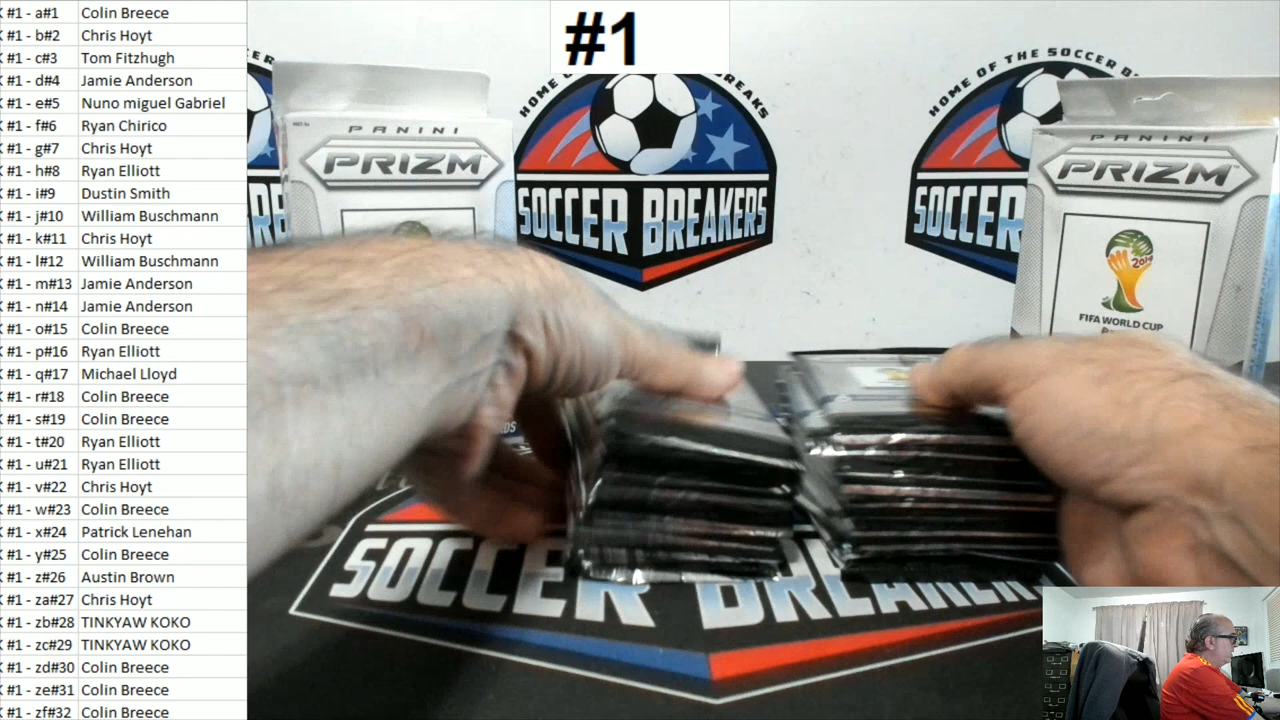 #1 - a#1 Colin Breece
#1 - b#2 Chris Hoyt
#1 - c#3 Tom Fitzhugh
#1 - d#4 Jamie Anderson
#1 - e#5 Nuno miguel Gabriel
#1 - f#6 Ryan Chirico
#1 - g#7 Chris Hoyt
#1 - h#8 Ryan Elliott
#1 - i#9 Dustin Smith
#1 - j#10 William Buschmann
#1 - k#11 Chris Hoyt
#1 - l#12 William Buschmann
#1 - m#13 Jamie Anderson
#1 - n#14 Jamie Anderson
#1 - o#15 Colin Breece
#1 - p#16 Ryan Elliott
#1 - q#17 Michael Lloyd
#1 - r#18 Colin Breece
#1 - s#19 Colin Breece
#1 - t#20 Ryan Elliott
#1 - u#21 Ryan Elliott
#1 - v#22 Chris Hoyt
#1 - w#23 Colin Breece
#1 - x#24 Patrick Lenehan
#1 - y#25 Colin Breece
#1 - z#26 Austin Brown
#1 - za#27 Chris Hoyt
#1 - zb#28 TINKYAW KOKO
#1 - zc#29 TINKYAW KOKO
#1 - zd#30 Colin Breece
#1 - ze#31 Colin Breece
#1 - zf#32 Colin Breece
#1
PANINI
PRIZM
HOME OF THE SOCCER BREAKS
SOCCER BREAKERS
HOME OF THE SOCCER
SOCCER
PANINI
PRIZM
2014
FIFA WORLD CUP
SOCCER BREAKERS